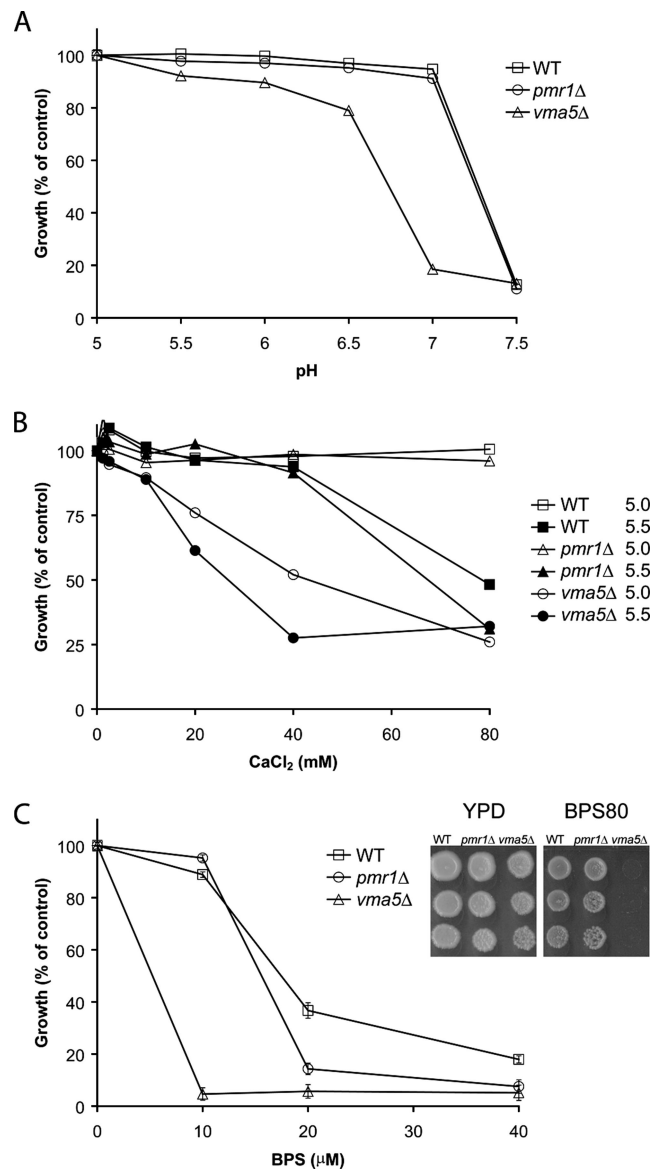 A
100
80
60
40
20
0
Growth (% of control)
5
5.5
6
6.5
7
7.5
pH
WT
pmr1Δ
vma5Δ
B
100
75
50
25
0
Growth (% of control)
0
20
40
60
80
CaCl₂ (mM)
WT 5.0
WT 5.5
pmr1Δ 5.0
pmr1Δ 5.5
vma5Δ 5.0
vma5Δ 5.5
C
100
80
60
40
20
0
Growth (% of control)
0
10
20
30
40
BPS (μM)
WT
pmr1Δ
vma5Δ
YPD
BPS80
WT pmr1Δ vma5Δ
WT pmr1Δ vma5Δ